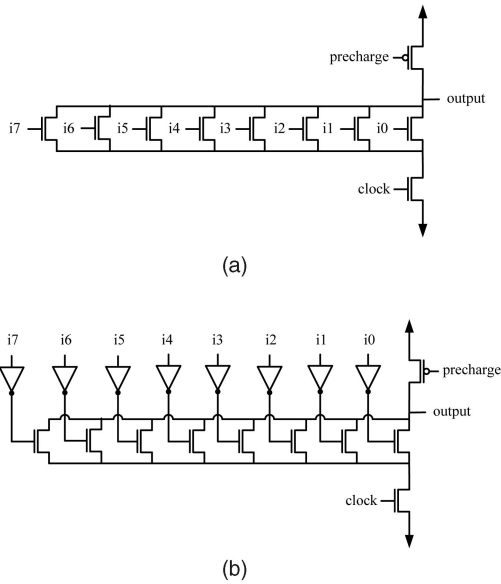 precharge
output
i7 i6 i5 i4 i3 i2 i1 i0
clock
(a)
i7 i6 i5 i4 i3 i2 i1 i0
precharge
output
clock
(b)